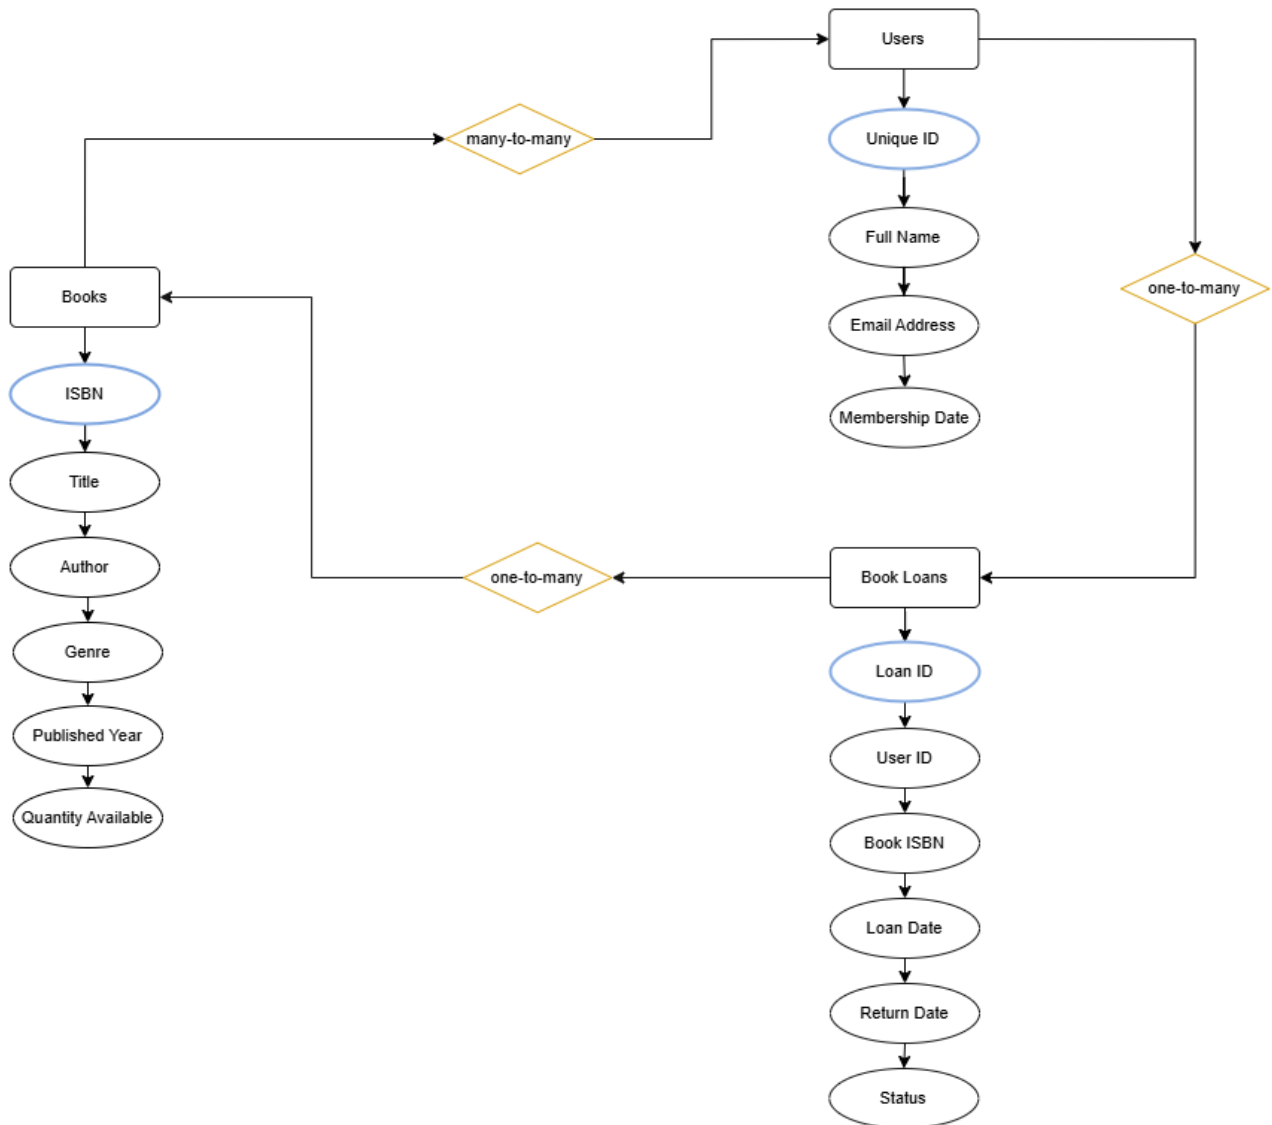 Users
many-to-many
Unique ID
Full Name
one-to-many
Books
Email Address
ISBN
Membership Date
Title
Author
one-to-many
Book Loans
Genre
Loan ID
Published Year
User ID
Quantity Available
Book ISBN
Loan Date
Return Date
Status